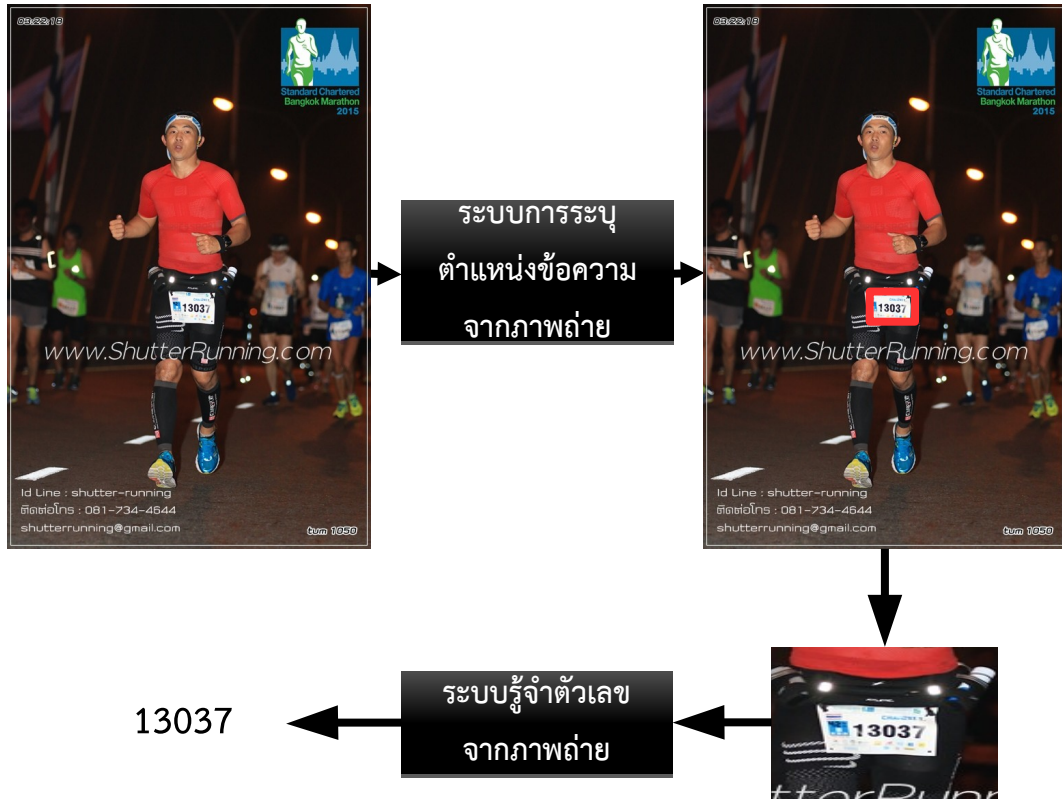 03:22:18
Standard Chartered
Bangkok Marathon
2015
13037
www.ShutterRunning.com
Id Line : shutter-running
ติดต่อโทร : 081-734-4644
shutterrunning@gmail.com
tum 1050
ระบบการระบุ
ตำแหน่งข้อความ
จากภาพถ่าย
03:22:18
Standard Chartered
Bangkok Marathon
2015
13037
www.ShutterRunning.com
Id Line : shutter-running
ติดต่อโทร : 081-734-4644
shutterrunning@gmail.com
tum 1050
13037
ระบบรู้จำตัวเลข
จากภาพถ่าย
13037